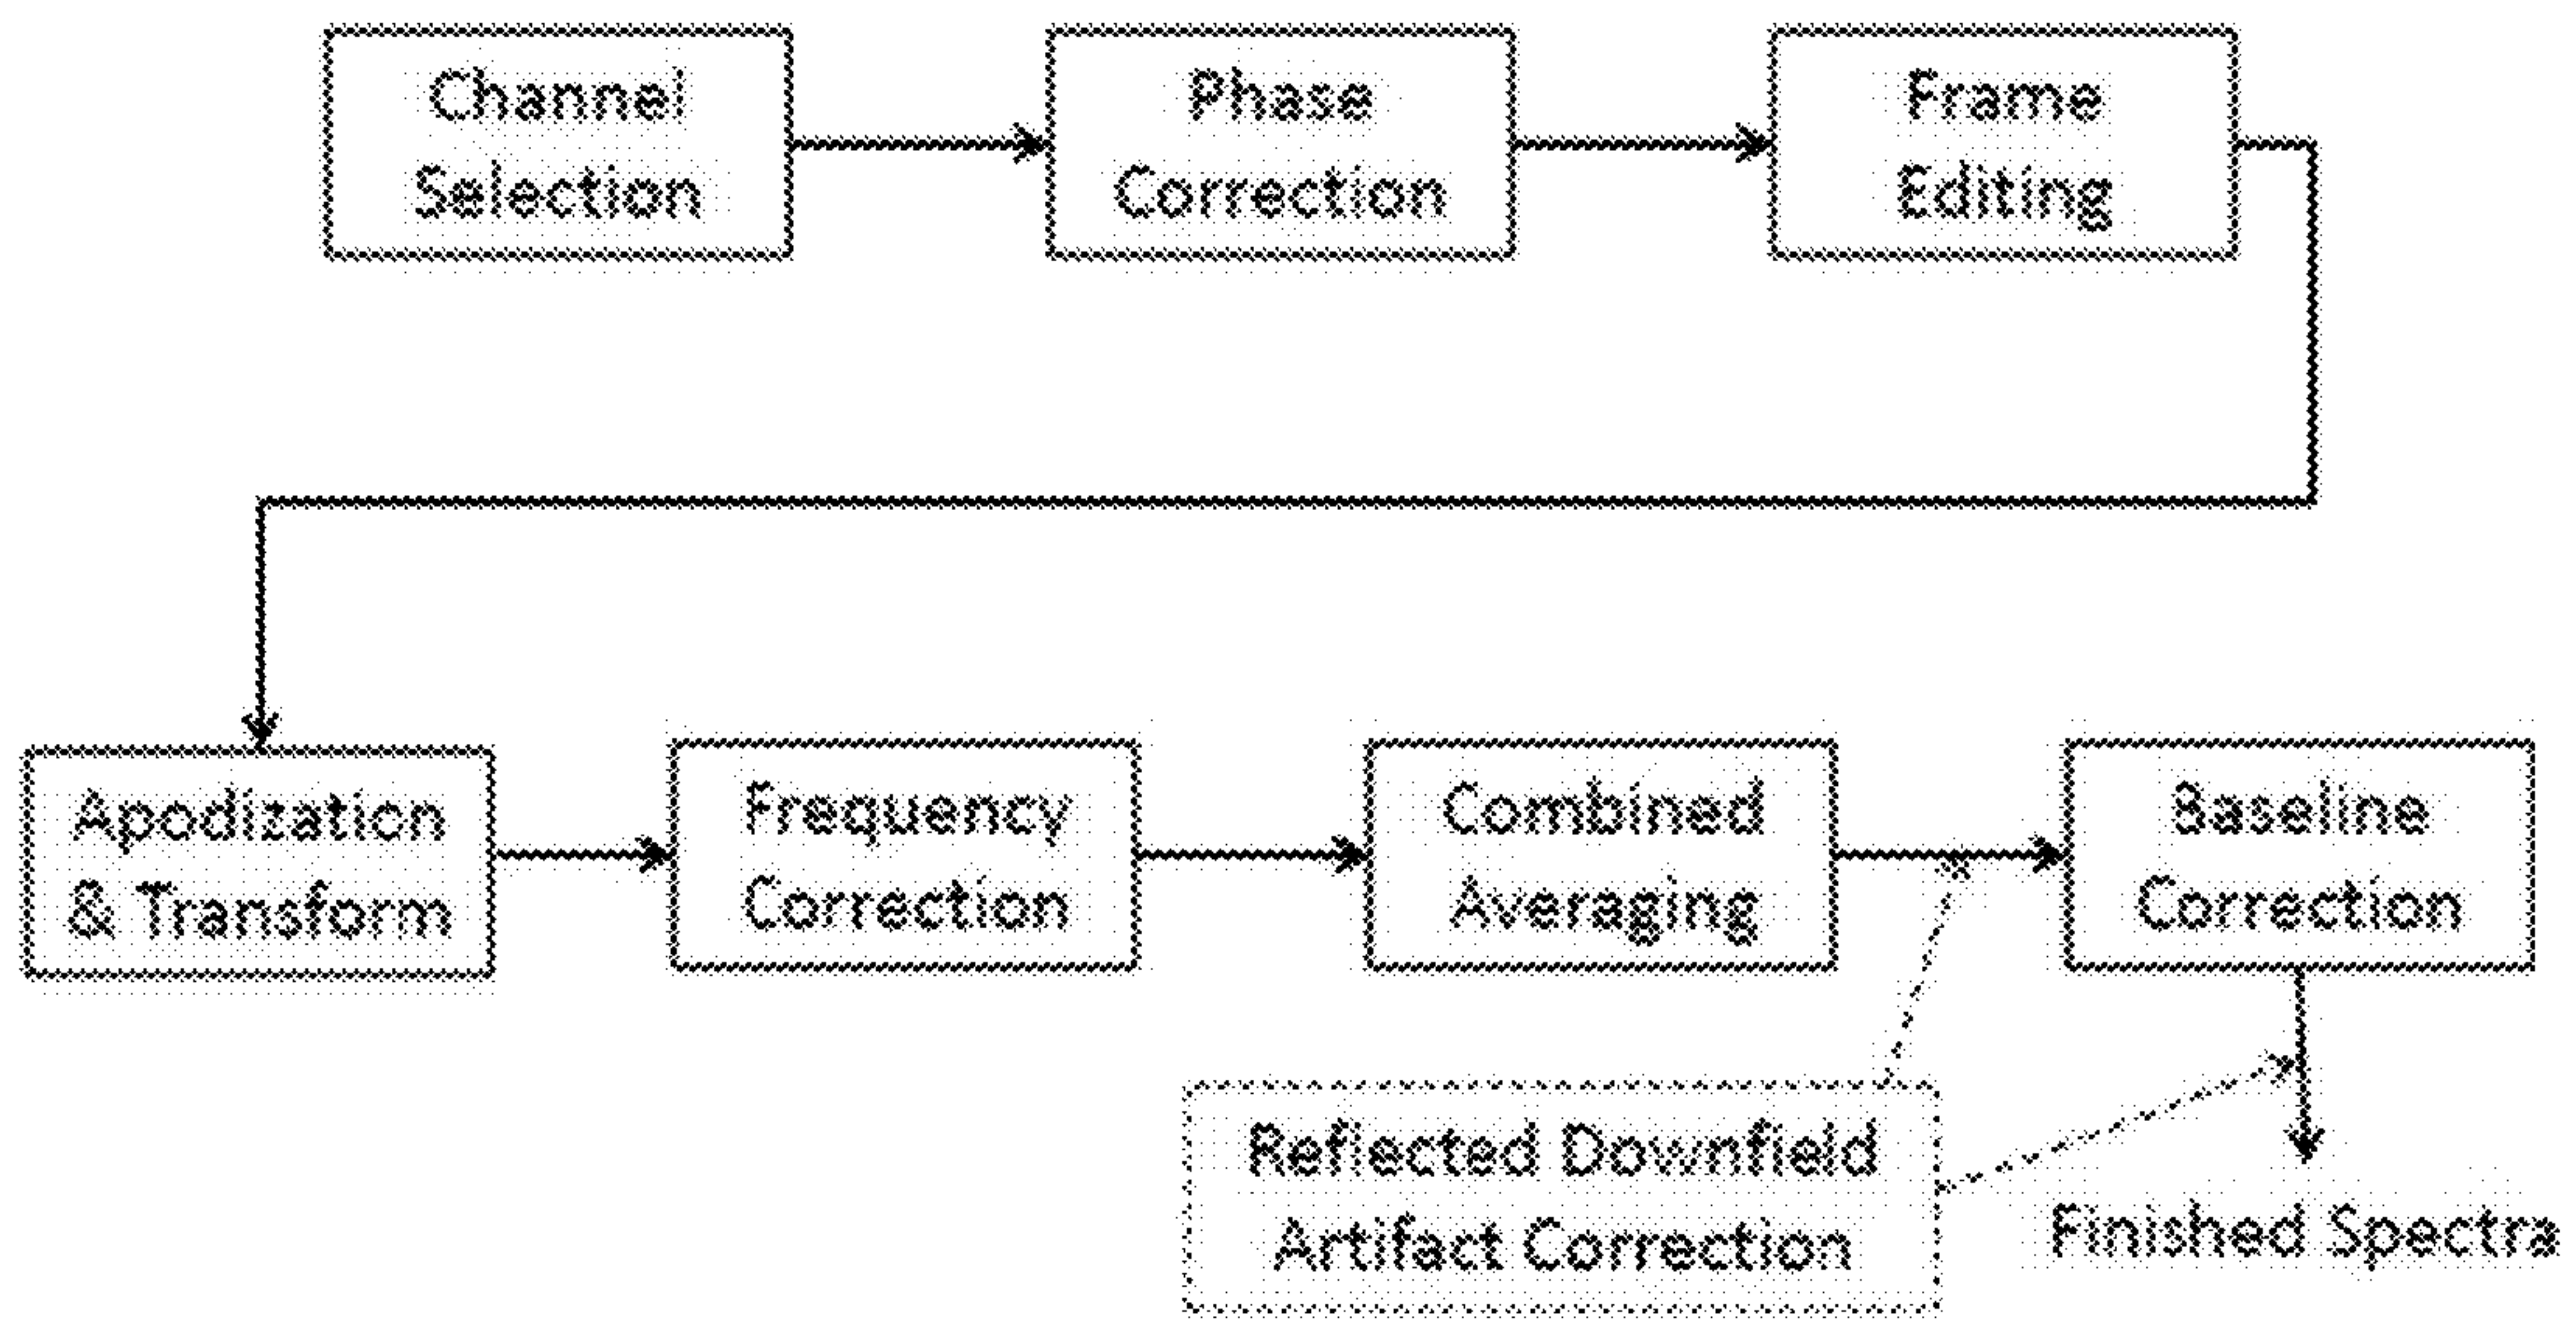 Channel
Selection
Phase
Correction
Frame
Editing
Apodization
& Transform
Frequency
Correction
Combined
Averaging
Baseline
Correction
Reflected Downfield
Artifact Correction
Finished Spectra